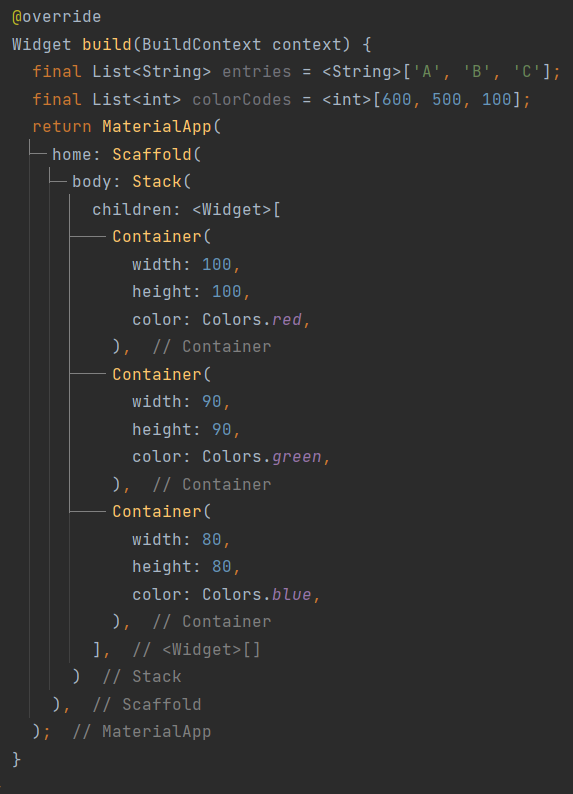 @override
Widget build(BuildContext context) {
  final List<String> entries = <String>['A', 'B', 'C'];
  final List<int> colorCodes = <int>[600, 500, 100];
  return MaterialApp(
    home: Scaffold(
      body: Stack(
        children: <Widget>[
          Container(
            width: 100,
            height: 100,
            color: Colors.red,
          ),  // Container
          Container(
            width: 90,
            height: 90,
            color: Colors.green,
          ),  // Container
          Container(
            width: 80,
            height: 80,
            color: Colors.blue,
          ),  // Container
        ],  // <Widget>[]
      )  // Stack
    ),  // Scaffold
  );  // MaterialApp
}